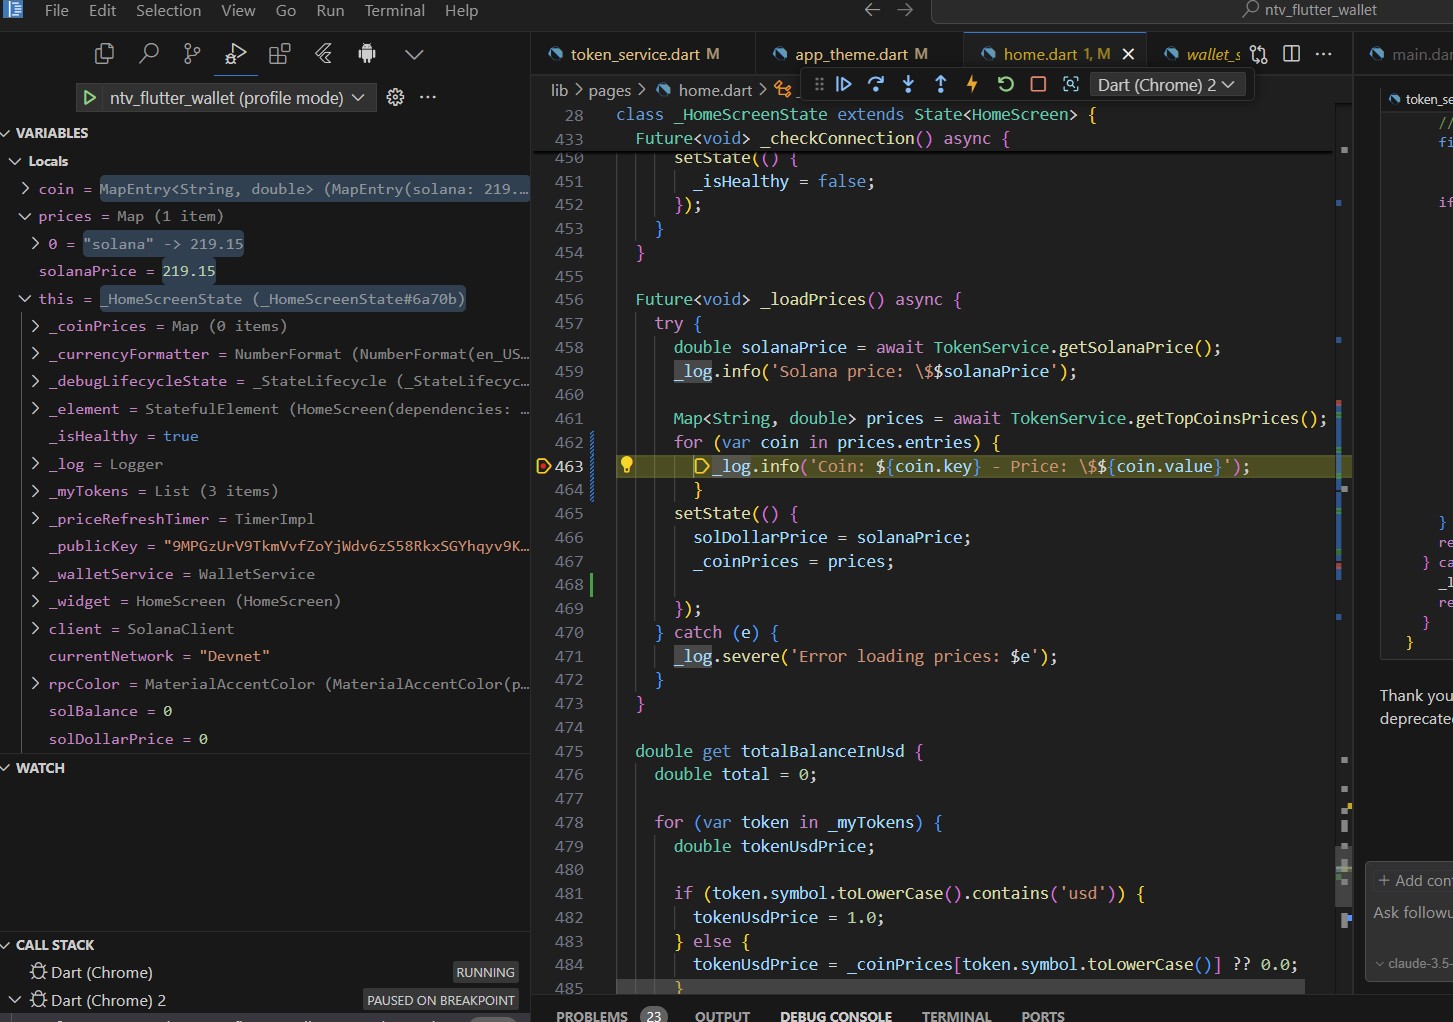 File Edit Selection View Go Run Terminal Help
ntv_flutter_wallet
ntv_flutter_wallet (profile mode)
VARIABLES
Locals
coin = MapEntry<String, double> (MapEntry(solana: 219.…
prices = Map (1 item)
0 = "solana" -> 219.15
solanaPrice = 219.15
this = _HomeScreenState (_HomeScreenState#6a70b)
_coinPrices = Map (0 items)
_currencyFormatter = NumberFormat (NumberFormat(en_US…
_debugLifecycleState = _StateLifecycle (_StateLifecyc…
_element = StatefulElement (HomeScreen(dependencies: …
_isHealthy = true
_log = Logger
_myTokens = List (3 items)
_priceRefreshTimer = TimerImpl
_publicKey = "9MPGzUrV9TkmVvfZoYjWdv6zS58RkxSGYhqyv9K…
_walletService = WalletService
_widget = HomeScreen (HomeScreen)
client = SolanaClient
currentNetwork = "Devnet"
rpcColor = MaterialAccentColor (MaterialAccentColor(p…
solBalance = 0
solDollarPrice = 0
WATCH
CALL STACK
Dart (Chrome) RUNNING
Dart (Chrome) 2 PAUSED ON BREAKPOINT
token_service.dart M app_theme.dart M home.dart 1, M wallet_s
lib > pages > home.dart >
Dart (Chrome) 2
28 class _HomeScreenState extends State<HomeScreen> {
433 Future<void> _checkConnection() async {
450 setState(() {
451 _isHealthy = false;
452 });
453 }
454 }
455
456 Future<void> _loadPrices() async {
457 try {
458 double solanaPrice = await TokenService.getSolanaPrice();
459 _log.info('Solana price: \$$solanaPrice');
460
461 Map<String, double> prices = await TokenService.getTopCoinsPrices();
462 for (var coin in prices.entries) {
463 _log.info('Coin: ${coin.key} - Price: \$${coin.value}');
464 }
465 setState(() {
466 solDollarPrice = solanaPrice;
467 _coinPrices = prices;
468
469 });
470 } catch (e) {
471 _log.severe('Error loading prices: $e');
472 }
473 }
474
475 double get totalBalanceInUsd {
476 double total = 0;
477
478 for (var token in _myTokens) {
479 double tokenUsdPrice;
480
481 if (token.symbol.toLowerCase().contains('usd')) {
482 tokenUsdPrice = 1.0;
483 } else {
484 tokenUsdPrice = _coinPrices[token.symbol.toLowerCase()] ?? 0.0;
485 }
PROBLEMS 23 OUTPUT DEBUG CONSOLE TERMINAL PORTS
main.dar
token_se
//
fi
if
}
re
} ca
_l
re
}
}
Thank you
deprecate
+ Add con
Ask followu
claude-3.5-